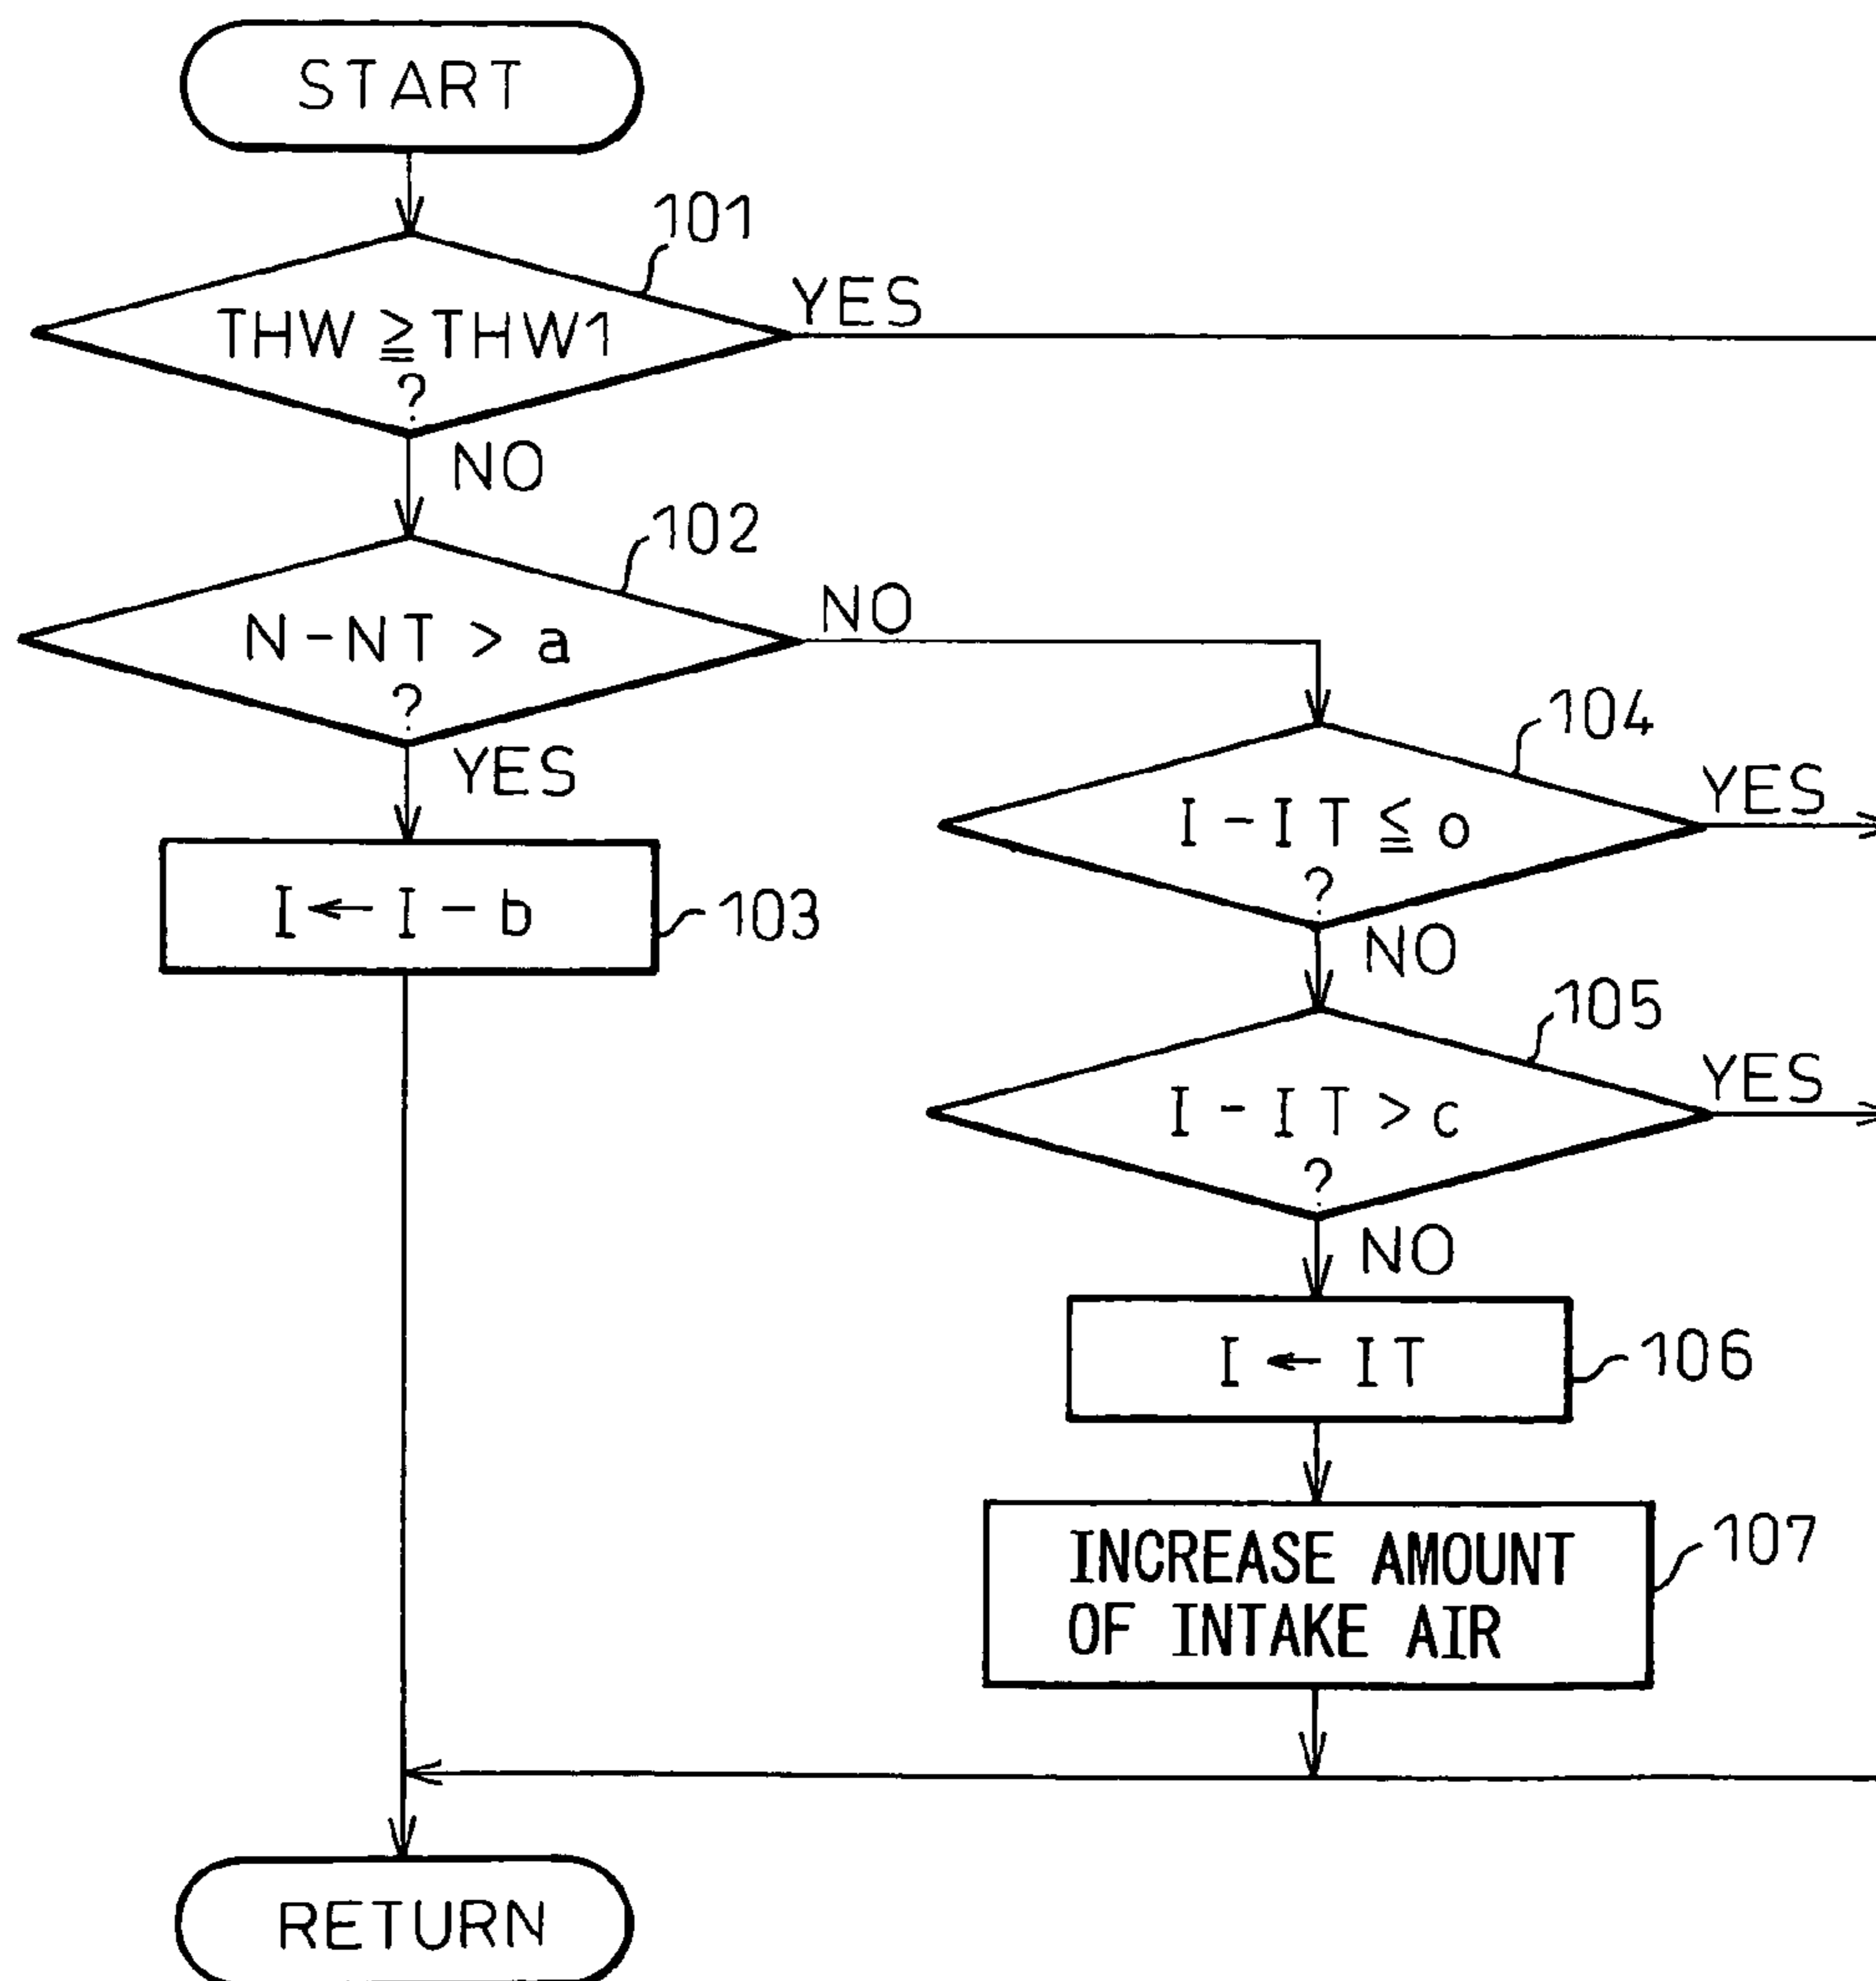 START
101
THW ≧ THW1
?
YES
NO
102
N-NT > a
?
NO
YES
I ← I - b
103
104
I - IT ≦ o
?
YES
NO
105
I - IT > c
?
YES
NO
I ← IT
106
INCREASE AMOUNT
OF INTAKE AIR
107
RETURN